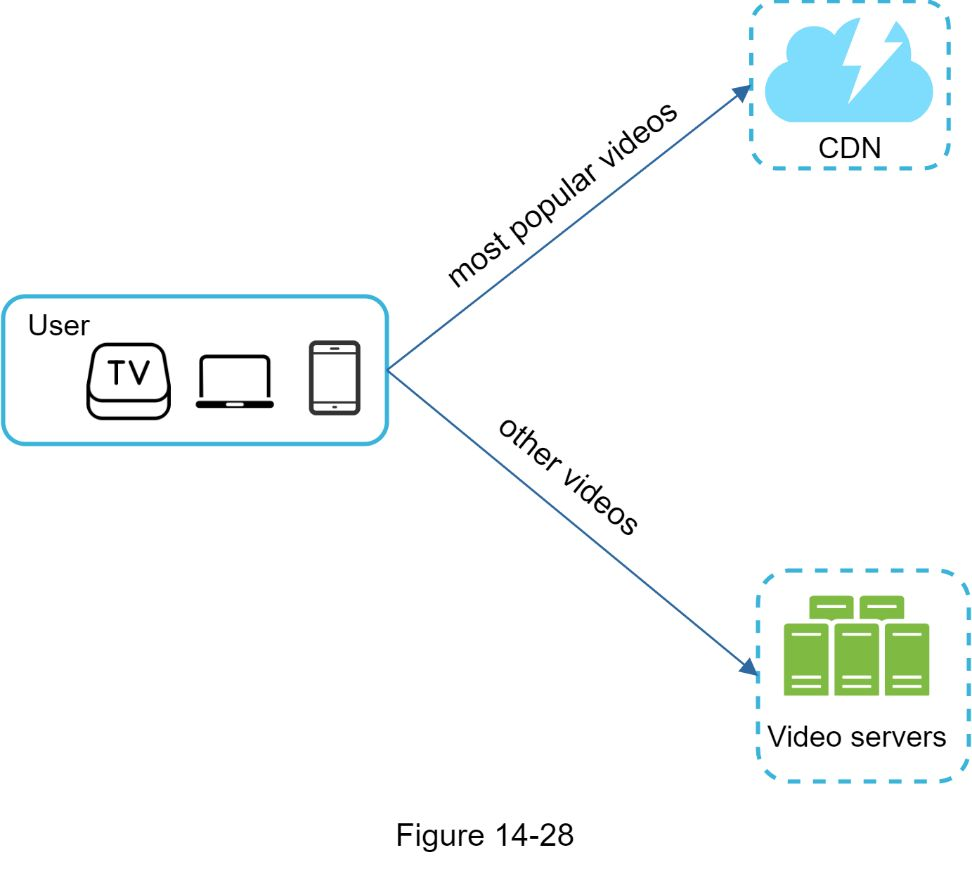 CDN
most popular videos
User
TV
other videos
Video servers
Figure 14-28